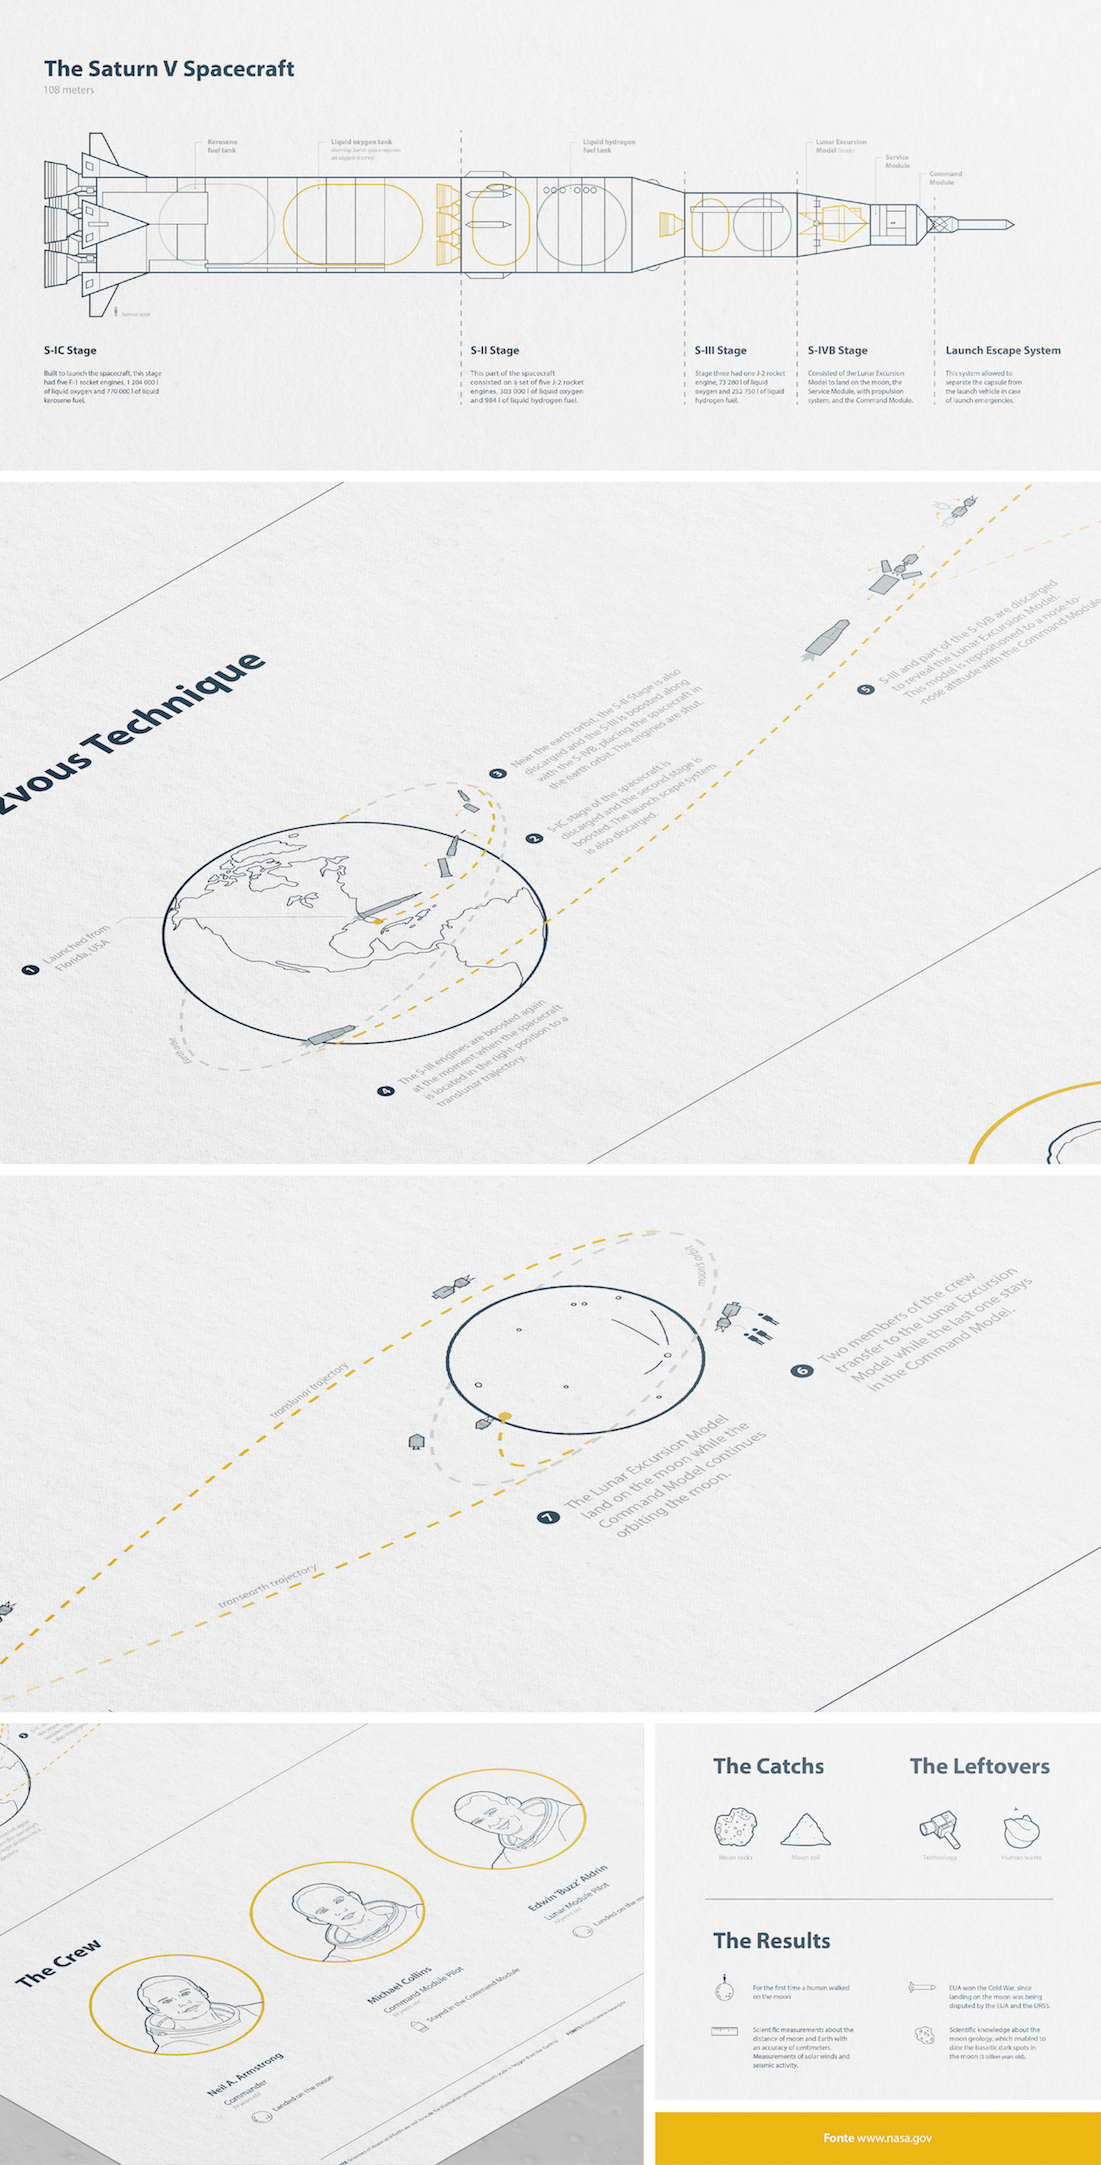 The Saturn V Spacecraft
108 meters
Kerosene
fuel tank
Liquid oxygen tank
Liquid hydrogen
fuel tank
Lunar Excursion
Model
Service
Module
Command
Module
human scale
S-IC Stage
Built to launch the spacecraft, this stage
had five F-1 rocket engines, 1 204 000 l
of liquid oxygen and 770 000 l of liquid
kerosene fuel.
S-II Stage
This part of the spacecraft
consisted on a set of five J-2 rocket
engines, 303 000 l of liquid oxygen
and 984 l of liquid hydrogen fuel.
S-III Stage
Stage three had one J-2 rocket
engine, 73 280 l of liquid
oxygen and 252 750 l of liquid
hydrogen fuel.
S-IVB Stage
Consisted of the Lunar Excursion
Model to land on the moon, the
Service Module, with propulsion
system, and the Command Module.
Launch Escape System
This system allowed to
separate the capsule from
the launch vehicle in case
of launch emergencies.
zvous Technique
1 Launched from
Florida, USA
2 S-IC stage of the spacecraft is
discarged and the second stage is
boosted. The launch scape system
is also discarged.
3 Near the earth orbit, the S-II Stage is also
discarged and the S-III is boosted along
with the S-IVB, placing the spacecraft in
the earth orbit. The engines are shut.
4 The S-III engines are boosted again
at the moment when the spacecraft
is located in the right position to a
translunar trajectory.
Earth orbit
5 S-III and part of the S-IVB are discarged
to reveal the Lunar Excursion Model.
This model is repositioned to a nose-to-
-nose attitude with the Command Module
moon's orbit
translunar trajectory
transearth trajectory
6 Two members of the crew
transfer to the Lunar Excursion
Model while the last one stays
in the Command Model.
7 The Lunar Excursion Model
land on the moon while the
Command Model continues
orbiting the moon.
The Crew
Neil A. Armstrong
Commander
Landed on the moon
Michael Collins
Command Module Pilot
Stayed in the Command Module
Edwin 'Buzz' Aldrin
Lunar Module Pilot
Landed on the mo
The Catchs
Moon rocks
Moon soil
The Leftovers
Technology
Human waste
The Results
For the first time a human walked
on the moon
EUA won the Cold War, since
landing on the moon was being
disputed by the EUA and the URSS.
Scientific measurements about the
distance of moon and Earth with
an accuracy of centimeters.
Measurements of solar winds and
seismic activity.
Scientific knowledge about the
moon geology, which enabled to
date the basaltic dark spots in
the moon (3 billion years old).
Fonte www.nasa.gov